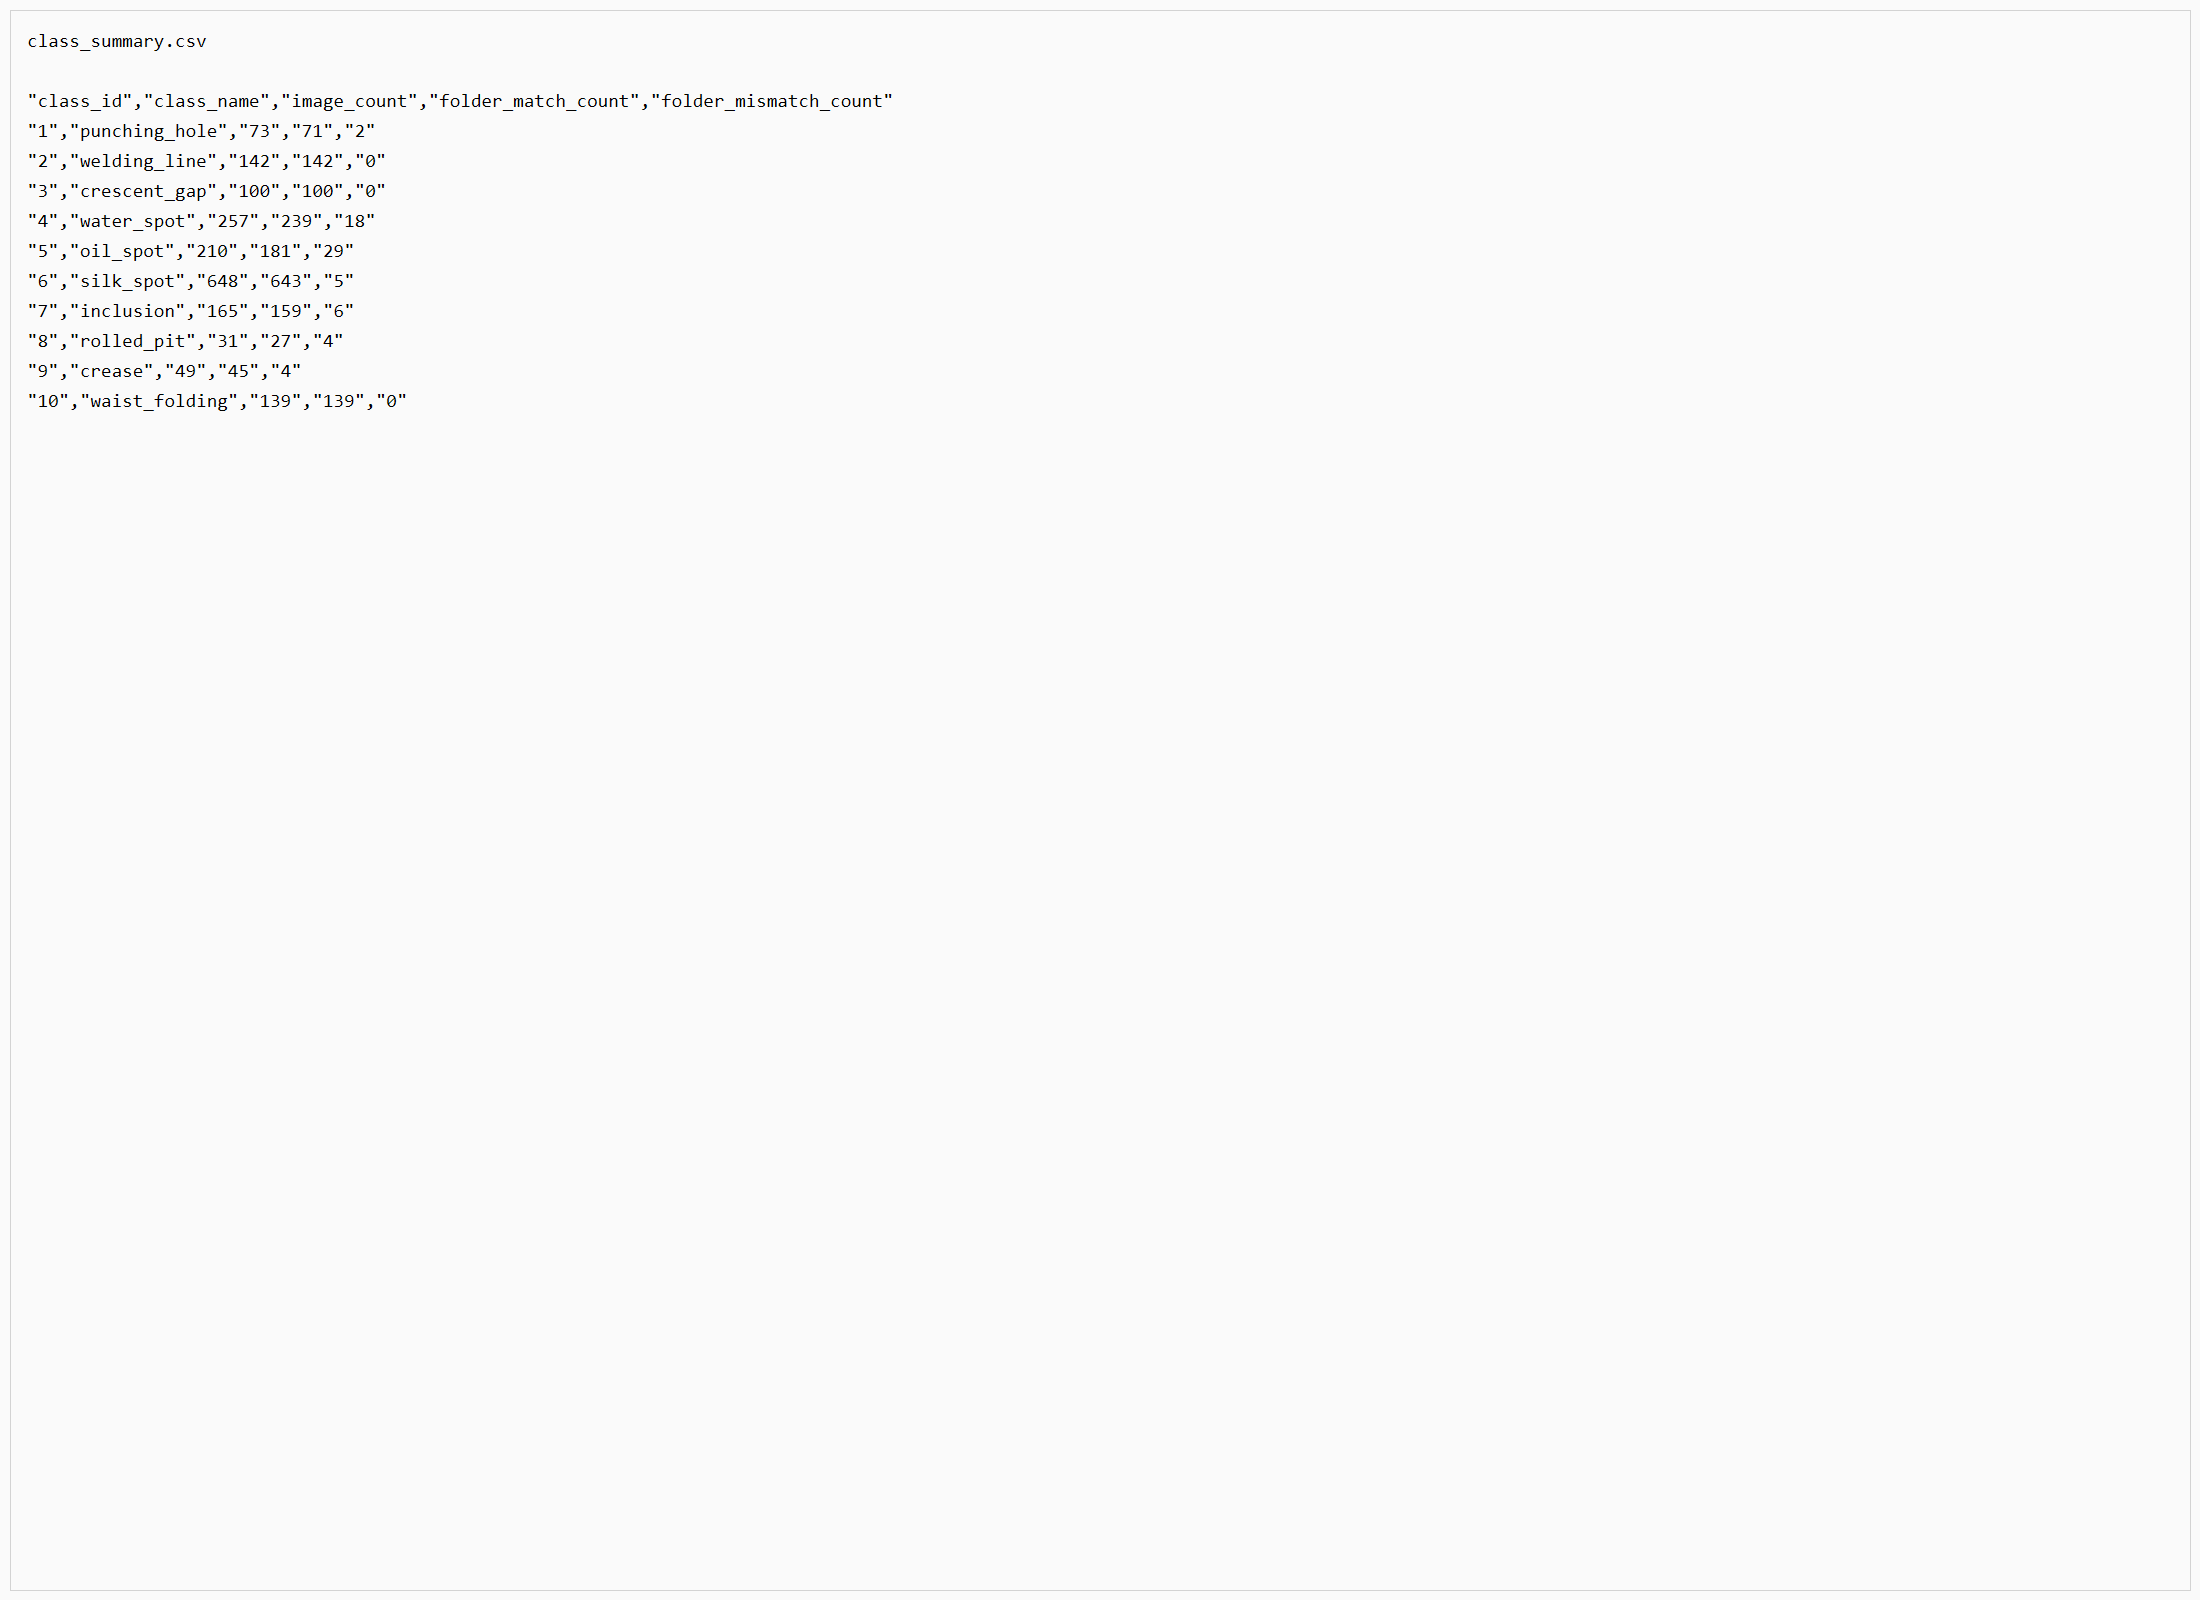 class_summary.csv
"class_id","class_name","image_count","folder_match_count","folder_mismatch_count"
"1","punching_hole","73","71","2"
"2","welding_line","142","142","0"
"3","crescent_gap","100","100","0"
"4","water_spot","257","239","18"
"5","oil_spot","210","181","29"
"6","silk_spot","648","643","5"
"7","inclusion","165","159","6"
"8","rolled_pit","31","27","4"
"9","crease","49","45","4"
"10","waist_folding","139","139","0"